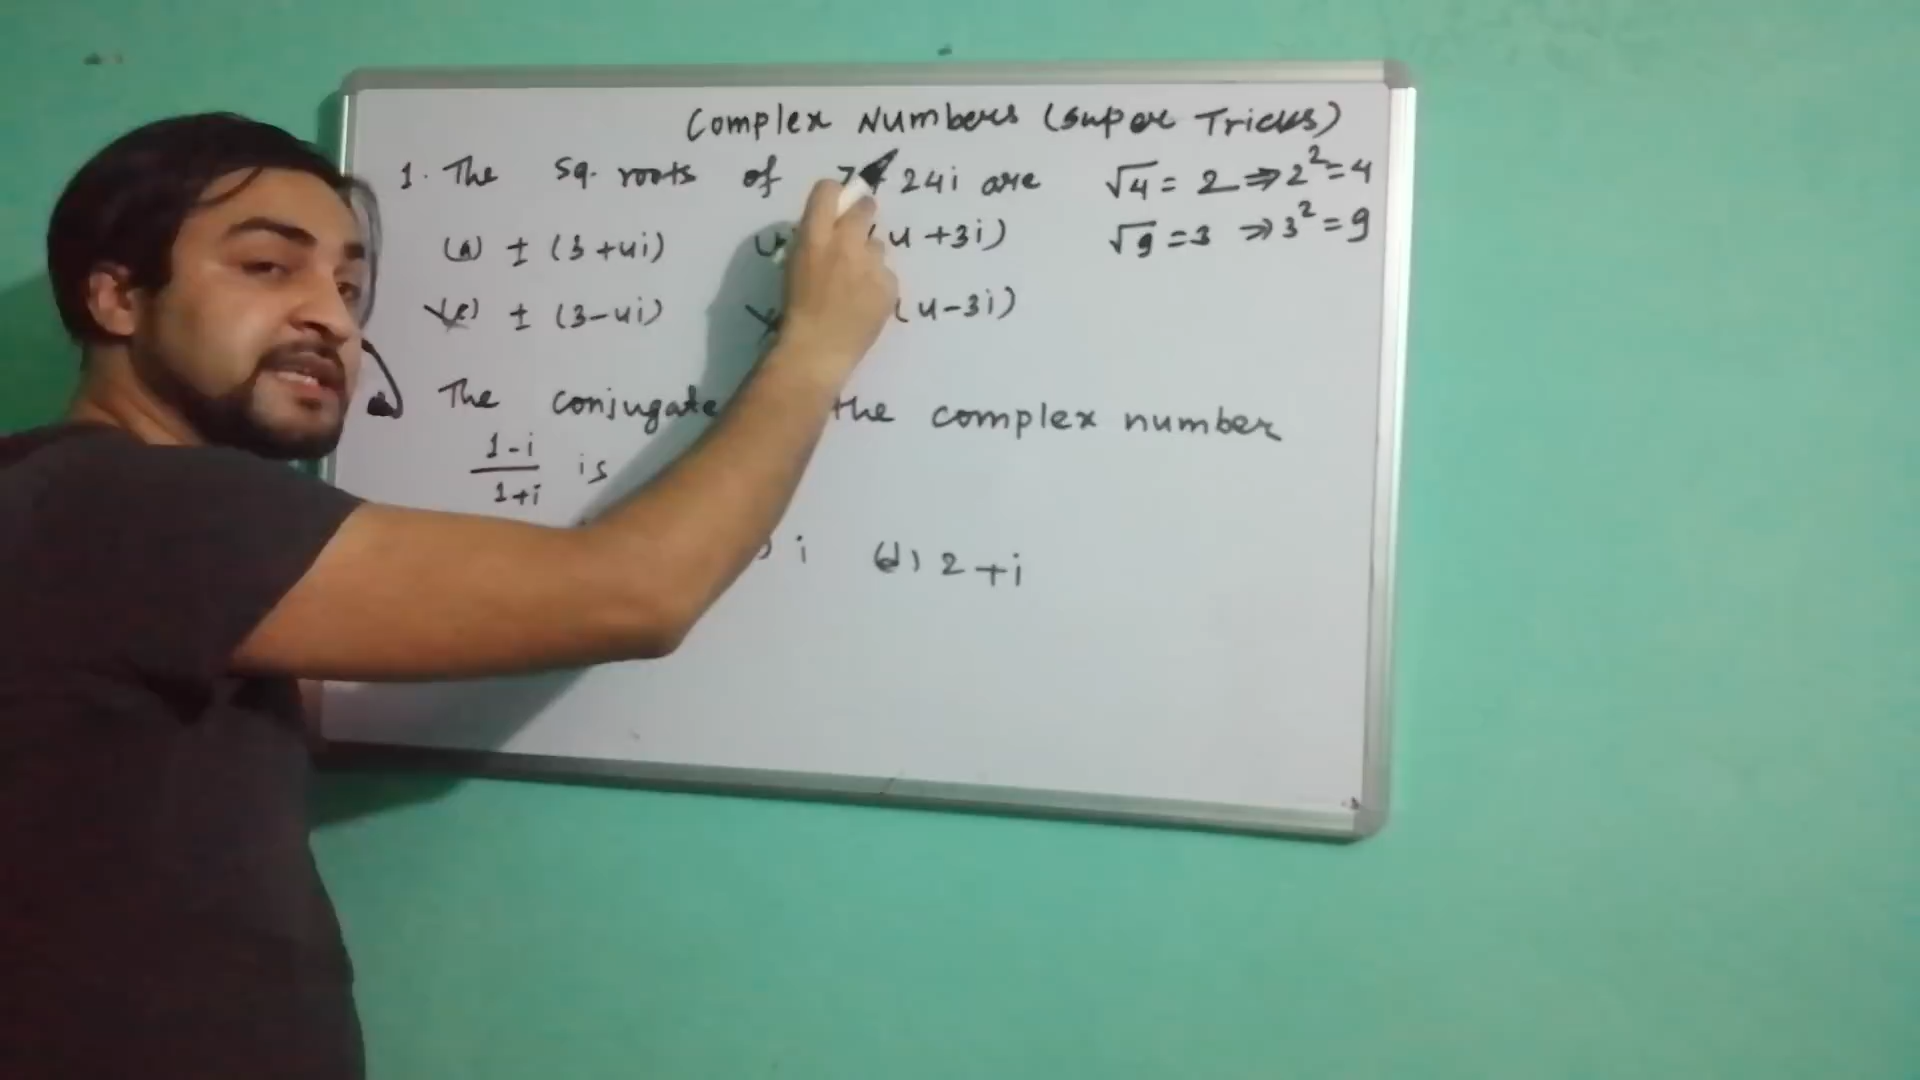 Complex Numbers (Super Tricks)
1. The sq. roots of 7 24i are
(a) ± (3+4i) (4+3i)
(c) ± (3-4i) (4-3i)
√4 = 2 ⇒ 2² = 4
√9 = 3 ⇒ 3² = 9
The conjugate the complex number
1-i
1+i is
i (d) 2+i